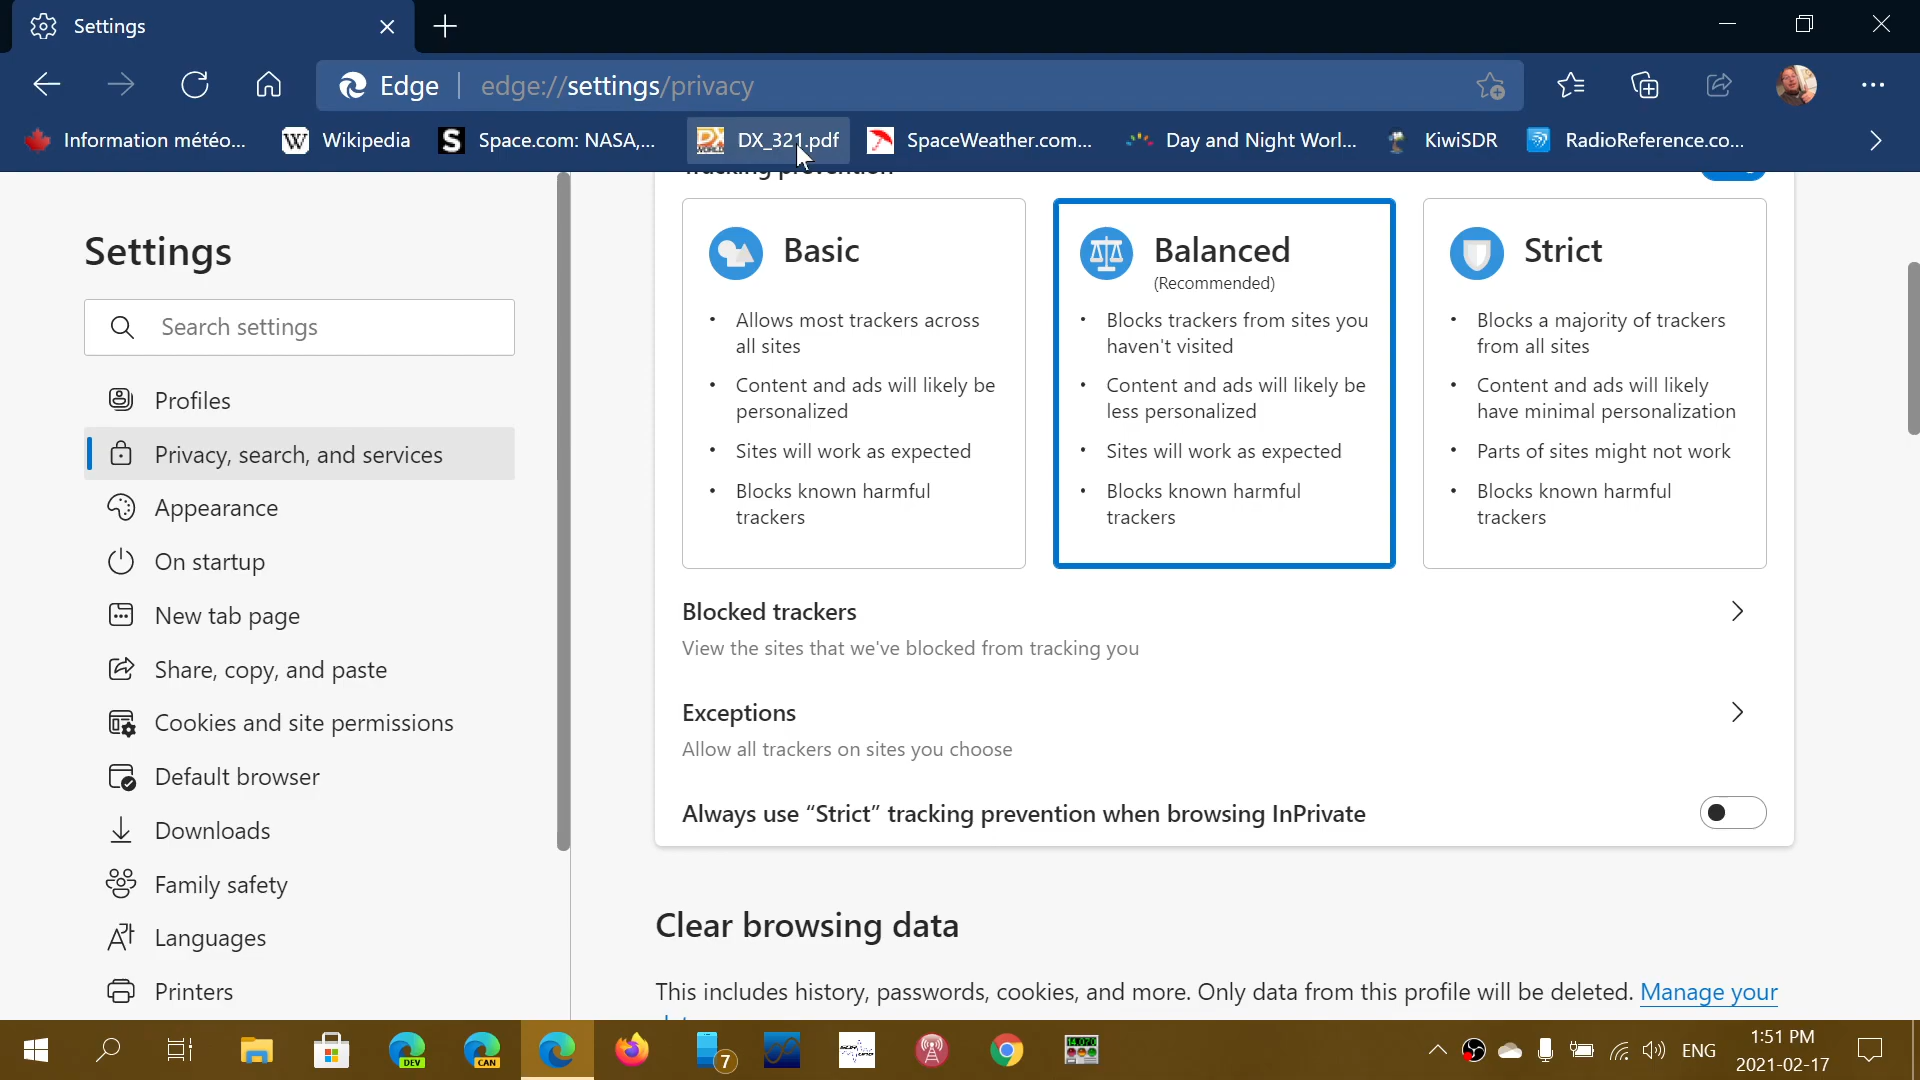 Settings
Edge
edge://settings/privacy
Information météo...
Wikipedia
Space.com: NASA,...
DX_321.pdf
SpaceWeather.com...
Day and Night Worl...
KiwiSDR
RadioReference.co...
Tracking prevention
Settings
Search settings
Profiles
Privacy, search, and services
Appearance
On startup
New tab page
Share, copy, and paste
Cookies and site permissions
Default browser
Downloads
Family safety
Languages
Printers
Basic
Allows most trackers across
all sites
Content and ads will likely be
personalized
Sites will work as expected
Blocks known harmful
trackers
Balanced
(Recommended)
Blocks trackers from sites you
haven't visited
Content and ads will likely be
less personalized
Sites will work as expected
Blocks known harmful
trackers
Strict
Blocks a majority of trackers
from all sites
Content and ads will likely
have minimal personalization
Parts of sites might not work
Blocks known harmful
trackers
Blocked trackers
View the sites that we've blocked from tracking you
Exceptions
Allow all trackers on sites you choose
Always use “Strict” tracking prevention when browsing InPrivate
Clear browsing data
This includes history, passwords, cookies, and more. Only data from this profile will be deleted. Manage your
DEV
CAN
7
14.070
ENG
1:51 PM
2021-02-17